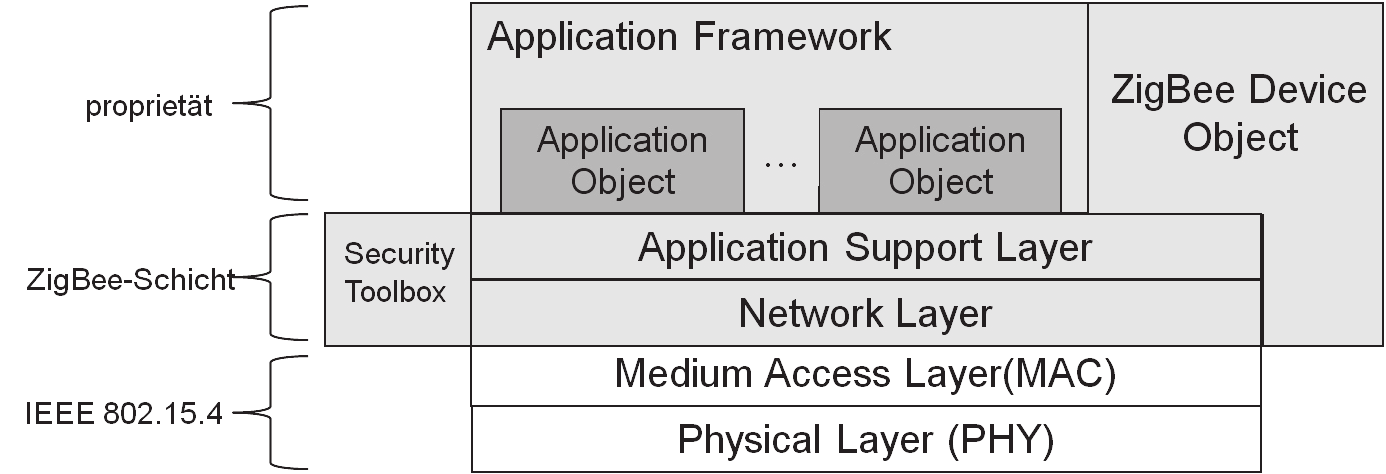 proprietät
ZigBee-Schicht
IEEE 802.15.4
Application Framework
Application
Object
...
Application
Object
ZigBee Device
Object
Security
Toolbox
Application Support Layer
Network Layer
Medium Access Layer(MAC)
Physical Layer (PHY)